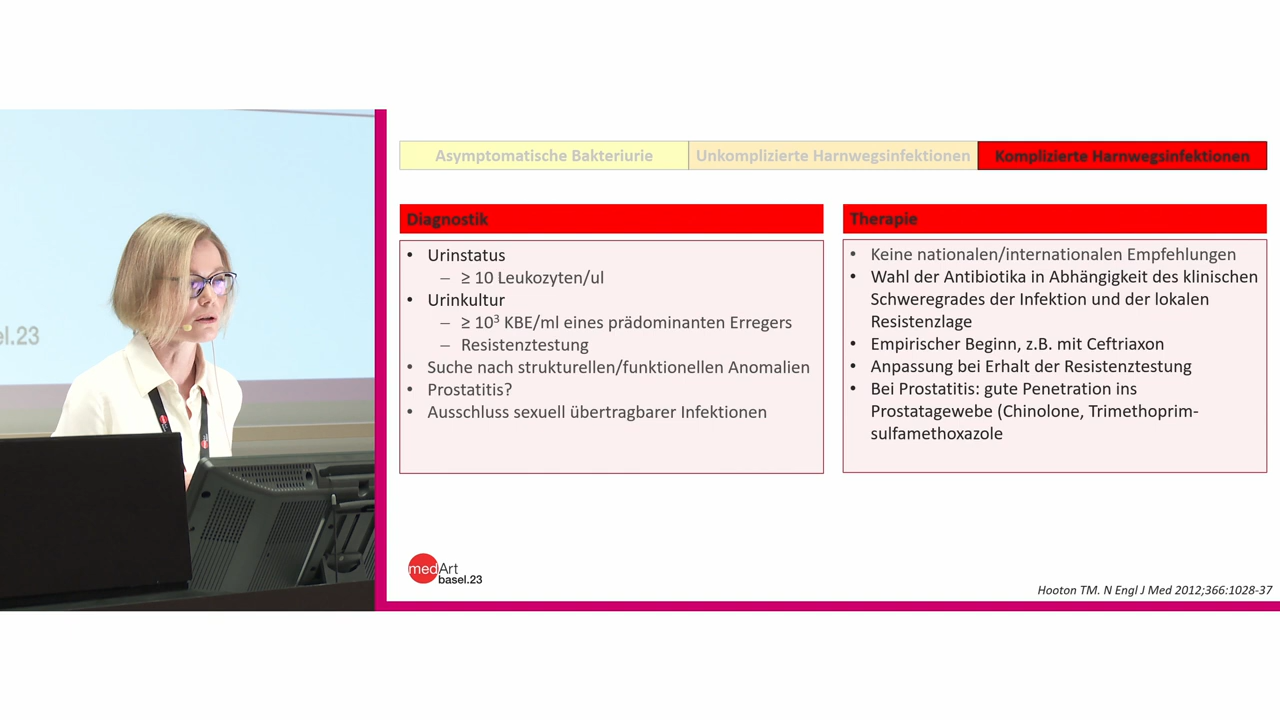 el.23
Asymptomatische Bakteriurie
Unkomplizierte Harnwegsinfektionen
Komplizierte Harnwegsinfektionen
Diagnostik
• Urinstatus
– ≥ 10 Leukozyten/ul
• Urinkultur
– ≥ 10³ KBE/ml eines prädominanten Erregers
– Resistenztestung
• Suche nach strukturellen/funktionellen Anomalien
• Prostatitis?
• Ausschluss sexuell übertragbarer Infektionen
Therapie
• Keine nationalen/internationalen Empfehlungen
• Wahl der Antibiotika in Abhängigkeit des klinischen
Schweregrades der Infektion und der lokalen
Resistenzlage
• Empirischer Beginn, z.B. mit Ceftriaxon
• Anpassung bei Erhalt der Resistenztestung
• Bei Prostatitis: gute Penetration ins
Prostatagewebe (Chinolone, Trimethoprim-
sulfamethoxazole
medArt
basel.23
Hooton TM. N Engl J Med 2012;366:1028-37